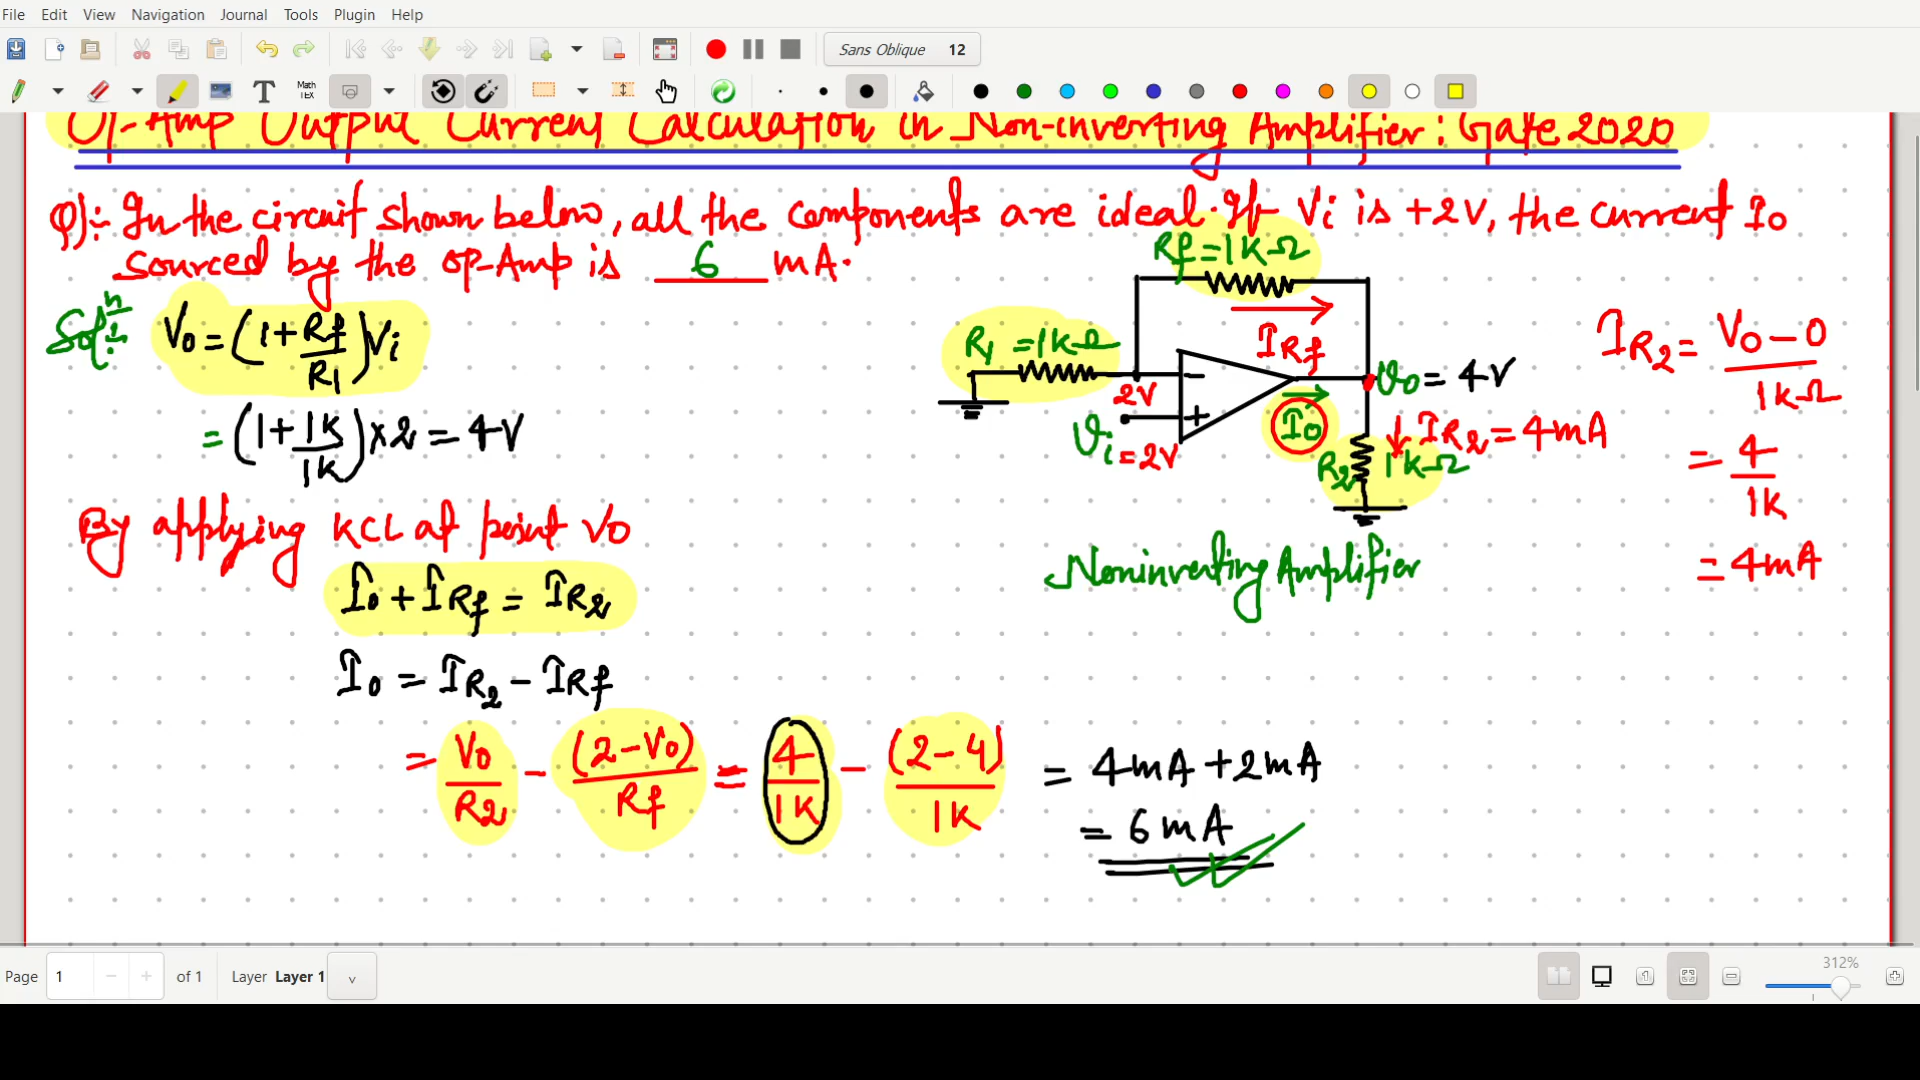 File Edit View Navigation Journal Tools Plugin Help
Sans Oblique 12
Math TEX
Op-Amp Output Current Calculation in Non-inverting Amplifier: Gate 2020
Q):- In the circuit shown below, all the components are ideal. If Vi is +2V, the current Io
sourced by the op-Amp is 6 mA.
Solⁿ:
Vo = (1 + Rf/R1) Vi
= (1 + 1k/1k) × 2 = 4V
By applying KCL at point Vo
Io + IRf = IR2
Io = IR2 - IRf
= Vo/R2 - (2-Vo)/Rf = 4/1K - (2-4)/1K = 4mA + 2mA
= 6mA
Rf = 1KΩ
R1 = 1KΩ
IRf
2V
- 
+
Vo = 4V
Vi = 2V
Io
IR2 = 4mA
R2 1KΩ
Noninverting Amplifier
IR2 = Vo-0/1KΩ
= 4/1K
= 4mA
Page 1 of 1 Layer Layer 1
312%